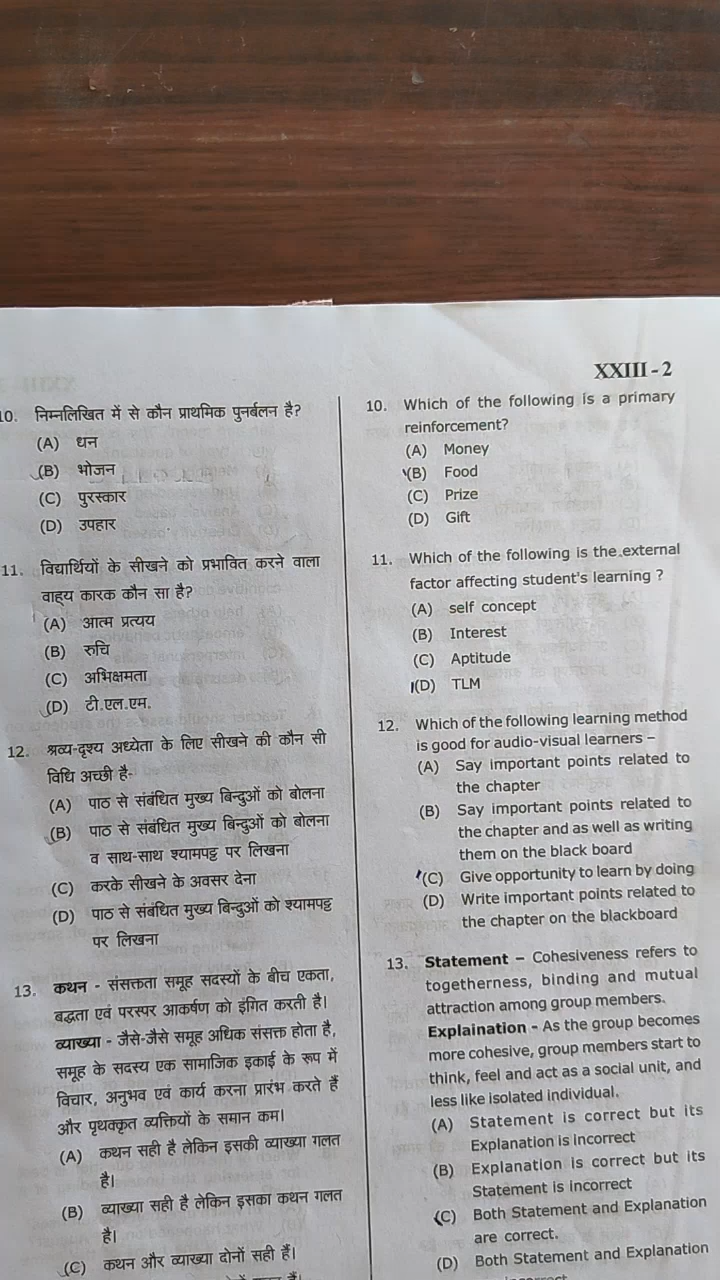 XXIII - 2
10. निम्नलिखित में से कौन प्राथमिक पुनर्बलन है?
(A) धन
(B) भोजन
(C) पुरस्कार
(D) उपहार
11. विद्यार्थियों के सीखने को प्रभावित करने वाला
वाह्य कारक कौन सा है?
(A) आत्म प्रत्यय
(B) रुचि
(C) अभिक्षमता
(D) टी.एल.एम.
12. श्रव्य-दृश्य अध्येता के लिए सीखने की कौन सी
विधि अच्छी है-
(A) पाठ से संबंधित मुख्य बिन्दुओं को बोलना
(B) पाठ से संबंधित मुख्य बिन्दुओं को बोलना
व साथ-साथ श्यामपट्ट पर लिखना
(C) करके सीखने के अवसर देना
(D) पाठ से संबंधित मुख्य बिन्दुओं को श्यामपट्ट
पर लिखना
13. कथन - संसक्तता समूह सदस्यों के बीच एकता,
बद्धता एवं परस्पर आकर्षण को इंगित करती है।
व्याख्या - जैसे-जैसे समूह अधिक संसक्त होता है,
समूह के सदस्य एक सामाजिक इकाई के रूप में
विचार, अनुभव एवं कार्य करना प्रारंभ करते हैं
और पृथक्कृत व्यक्तियों के समान कम।
(A) कथन सही है लेकिन इसकी व्याख्या गलत
है।
(B) व्याख्या सही है लेकिन इसका कथन गलत
है।
(C) कथन और व्याख्या दोनों सही हैं।
10. Which of the following is a primary
reinforcement?
(A) Money
(B) Food
(C) Prize
(D) Gift
11. Which of the following is the external
factor affecting student's learning ?
(A) self concept
(B) Interest
(C) Aptitude
(D) TLM
12. Which of the following learning method
is good for audio-visual learners –
(A) Say important points related to
the chapter
(B) Say important points related to
the chapter and as well as writing
them on the black board
(C) Give opportunity to learn by doing
(D) Write important points related to
the chapter on the blackboard
13. Statement – Cohesiveness refers to
togetherness, binding and mutual
attraction among group members.
Explaination - As the group becomes
more cohesive, group members start to
think, feel and act as a social unit, and
less like isolated individual.
(A) Statement is correct but its
Explanation is incorrect
(B) Explanation is correct but its
Statement is incorrect
(C) Both Statement and Explanation
are correct.
(D) Both Statement and Explanation